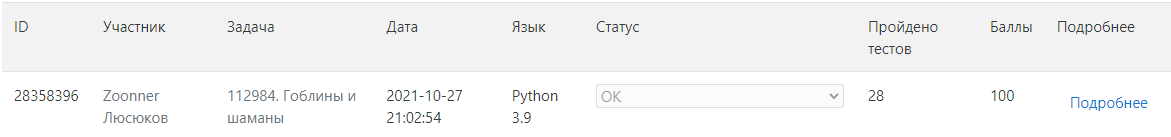 ID Участник Задача Дата Язык Статус Пройдено тестов Баллы Подробнее
28358396 Zoonner Люсюков 112984. Гоблины и шаманы 2021-10-27 21:02:54 Python 3.9 OK 28 100 Подробнее